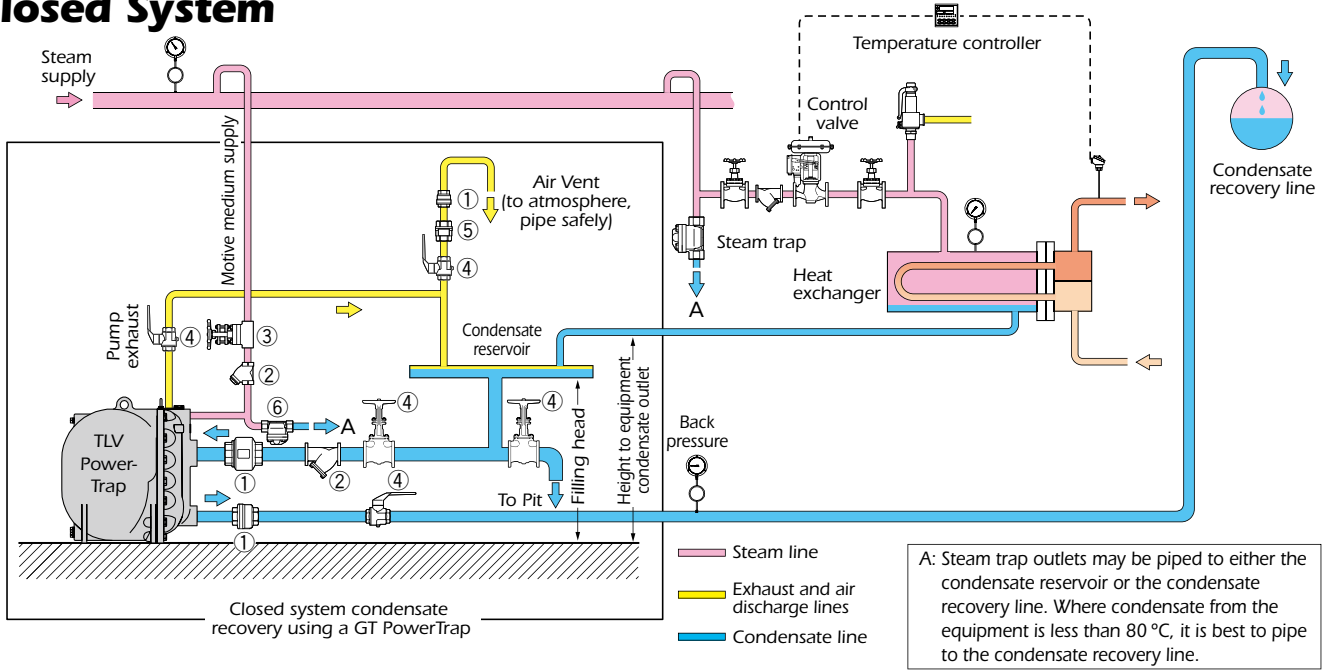 losed System
Steam
supply
Temperature controller
Control
valve
Condensate
recovery line
Motive medium supply
①
Air Vent
(to atmosphere,
pipe safely)
⑤
④
Steam trap
A
Heat
exchanger
Pump
exhaust
④
③
②
Condensate
reservoir
⑥
A
④
④
TLV
Power-
Trap
①
②
④
To Pit
Filling head
Height to equipment
condensate outlet
Back
pressure
①
Steam line
Exhaust and air
discharge lines
Condensate line
Closed system condensate
recovery using a GT PowerTrap
A: Steam trap outlets may be piped to either the
condensate reservoir or the condensate
recovery line. Where condensate from the
equipment is less than 80 °C, it is best to pipe
to the condensate recovery line.